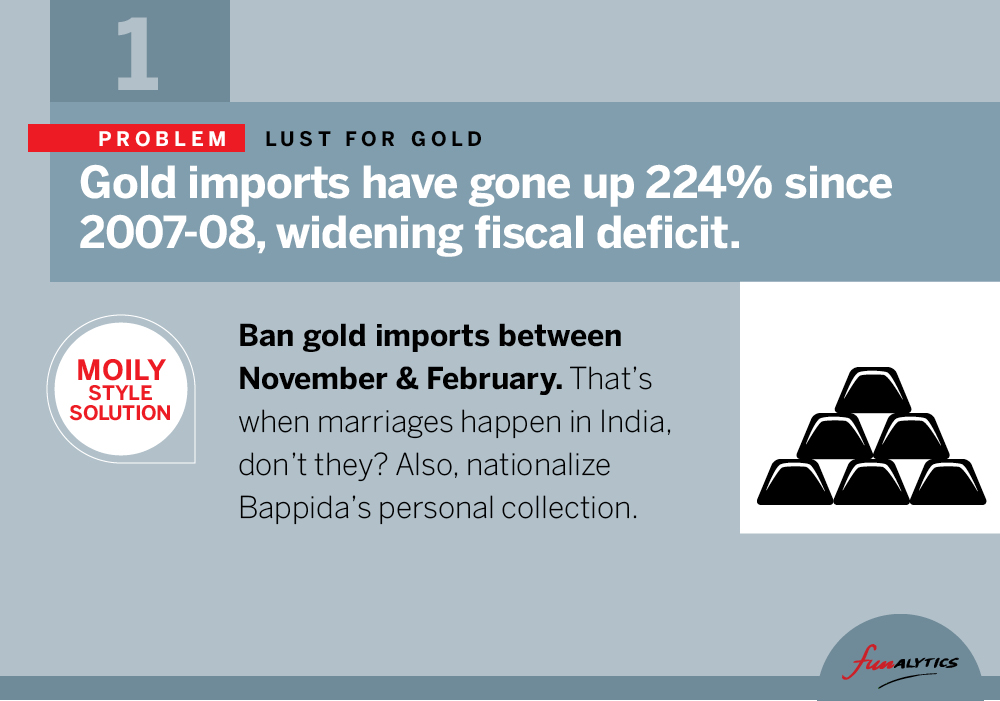 1
PROBLEM LUST FOR GOLD
Gold imports have gone up 224% since
2007-08, widening fiscal deficit.
MOILY
STYLE
SOLUTION
Ban gold imports between
November & February. That’s
when marriages happen in India,
don’t they? Also, nationalize
Bappida’s personal collection.
funALYTICS